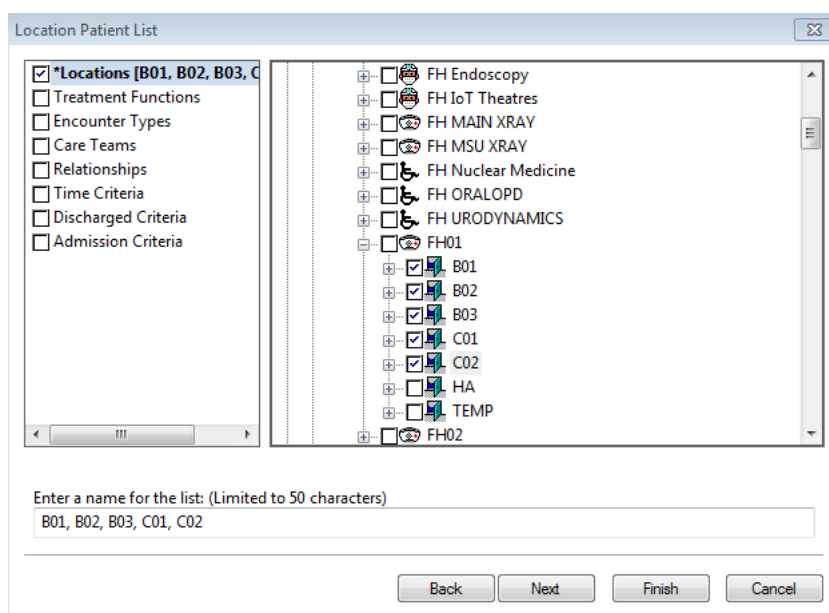 Location Patient List
*Locations [B01, B02, B03, C
Treatment Functions
Encounter Types
Care Teams
Relationships
Time Criteria
Discharged Criteria
Admission Criteria
FH Endoscopy
FH IoT Theatres
FH MAIN XRAY
FH MSU XRAY
FH Nuclear Medicine
FH ORALOPD
FH URODYNAMICS
FH01
B01
B02
B03
C01
C02
HA
TEMP
FH02
Enter a name for the list: (Limited to 50 characters)
B01, B02, B03, C01, C02
Back Next Finish Cancel